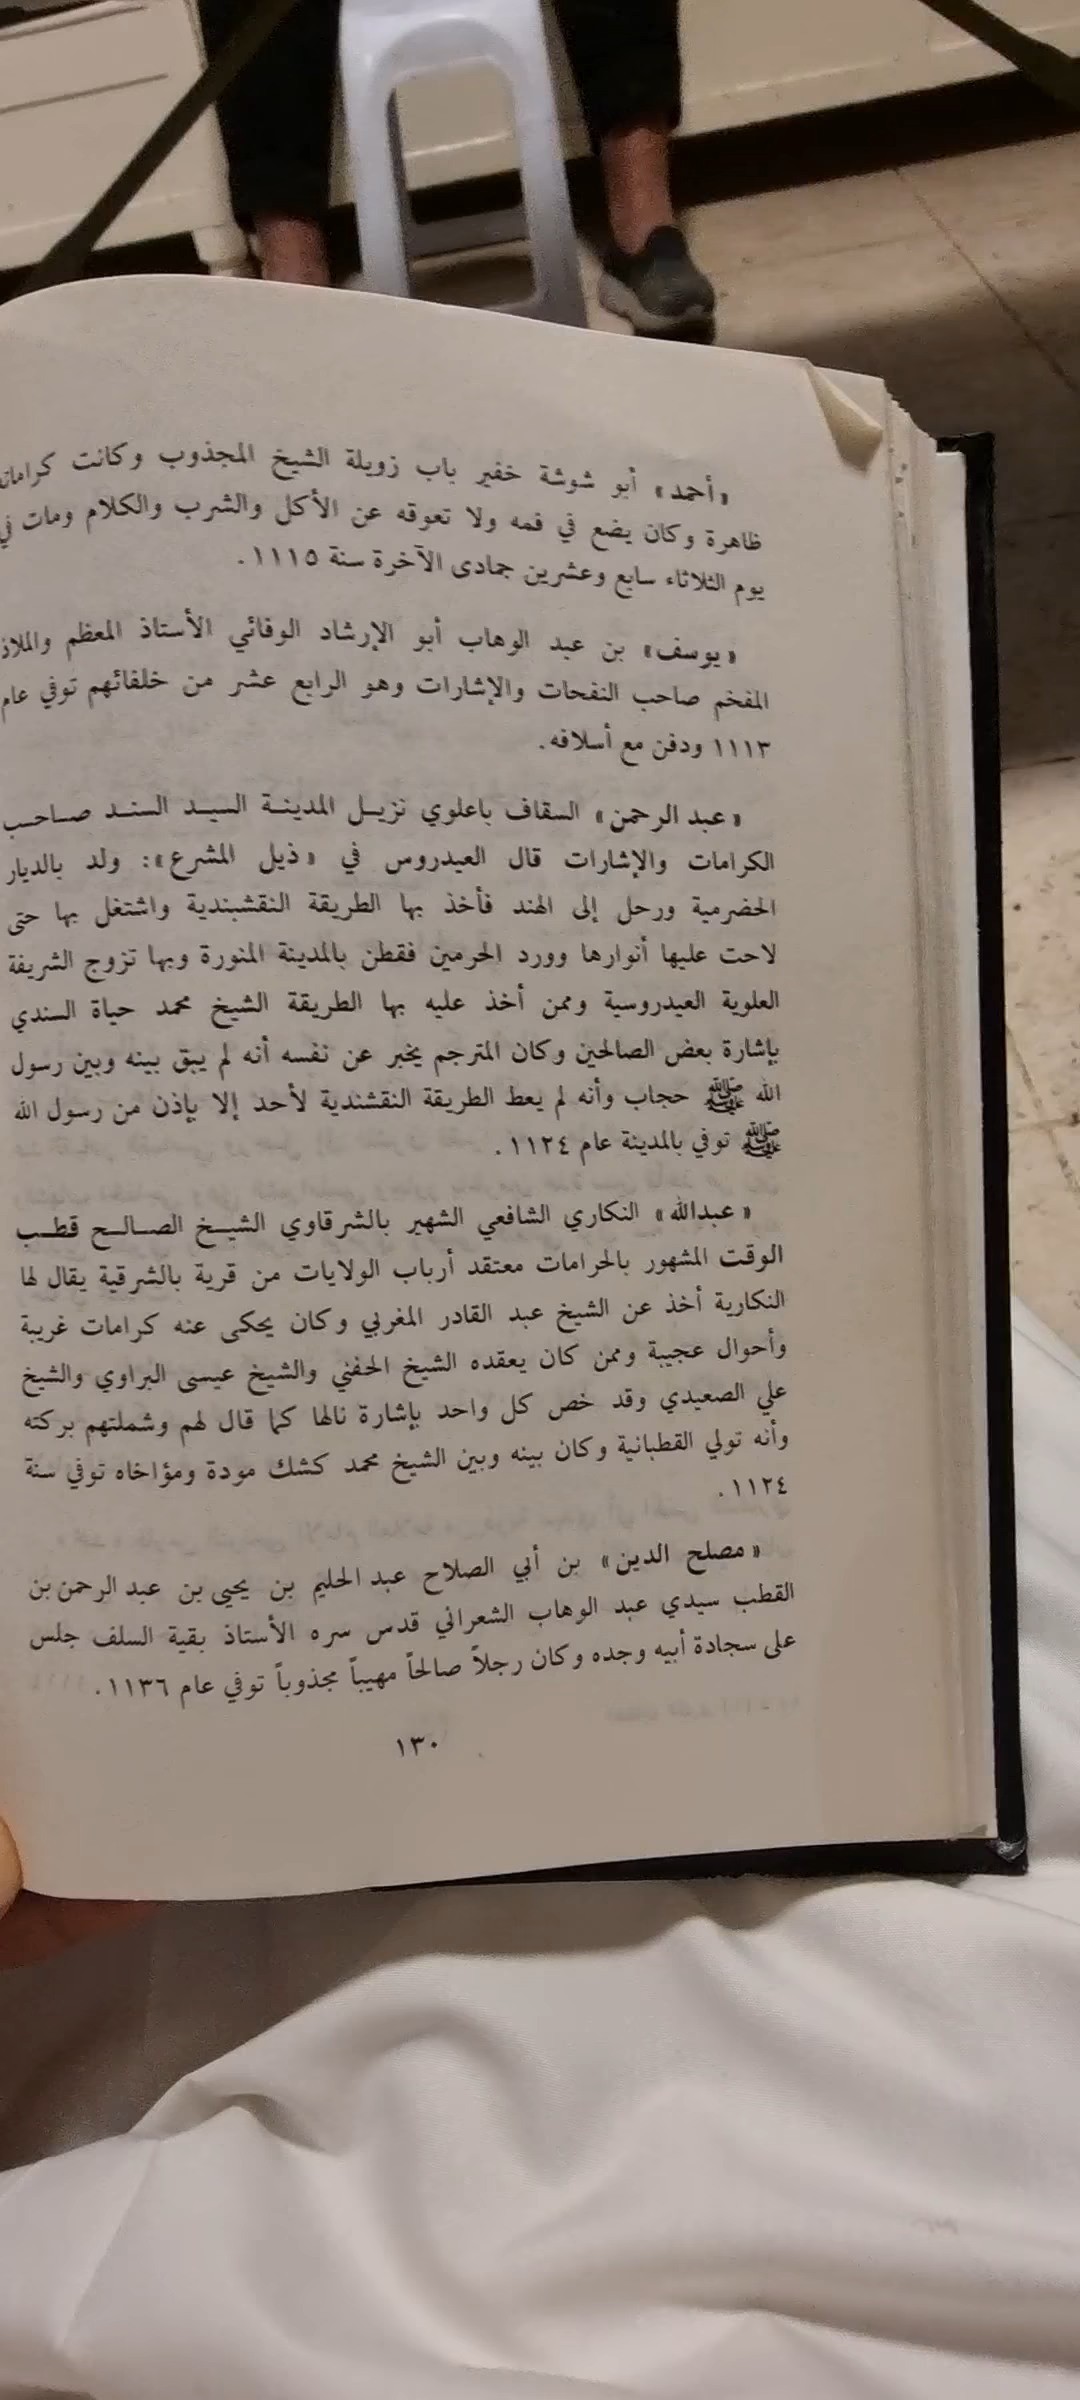 «أحمد» أبو شوشة خفير باب زويلة الشيخ المجذوب وكانت
ظاهرة وكان يضع في فمه ولا تعوقه عن الأكل والشرب والكلام ومات في
يوم الثلاثاء سابع وعشرين جمادى الآخرة سنة ١١١٥ .
«يوسف» بن عبد الوهاب أبو الإرشاد الوفائي الأستاذ المعظم والملاذ
المفخم صاحب النفحات والإشارات وهو الرابع عشر من خلفائهم توفي عام
١١١٣ ودفن مع أسلافه.
«عبد الرحمن» السقاف باعلوي نزيل المدينة السيد السند صاحب
الكرامات والإشارات قال العيدروس في «ذيل المشرع»: ولد بالديار
الحضرمية ورحل إلى الهند فأخذ بها الطريقة النقشبندية واشتغل بها حتى
لاحت عليها أنوارها وورد الحرمين فقطن بالمدينة المنورة وبها تزوج الشريفة
العلوية العيدروسية وممن أخذ عليه بها الطريقة الشيخ محمد حياة السندي
بإشارة بعض الصالحين وكان المترجم يخبر عن نفسه أنه لم يبق بينه وبين رسول
الله ﷺ حجاب وأنه لم يعط الطريقة النقشندية لأحد إلا بإذن من رسول الله
ﷺ توفي بالمدينة عام ١١٢٤ .
«عبدالله» النكاري الشافعي الشهير بالشرقاوي الشيخ الصالح قطب
الوقت المشهور بالحرامات معتقد أرباب الولايات من قرية بالشرقية يقال لها
النكارية أخذ عن الشيخ عبد القادر المغربي وكان يحكى عنه كرامات غريبة
وأحوال عجيبة وممن كان يعقده الشيخ الحفني والشيخ عيسى البراوي والشيخ
علي الصعيدي وقد خص كل واحد بإشارة نالها كما قال لهم وشملتهم بركته
وأنه تولي القطبانية وكان بينه وبين الشيخ محمد كشك مودة ومؤاخاه توفي سنة
١١٢٤ .
«مصلح الدين» بن أبي الصلاح عبد الحليم بن يحيى بن عبد الرحمن بن
القطب سيدي عبد الوهاب الشعراني قدس سره الأستاذ بقية السلف جلس
على سجادة أبيه وجده وكان رجلاً صالحاً مهيباً مجذوباً توفي عام ١١٣٦ .
١٣٠